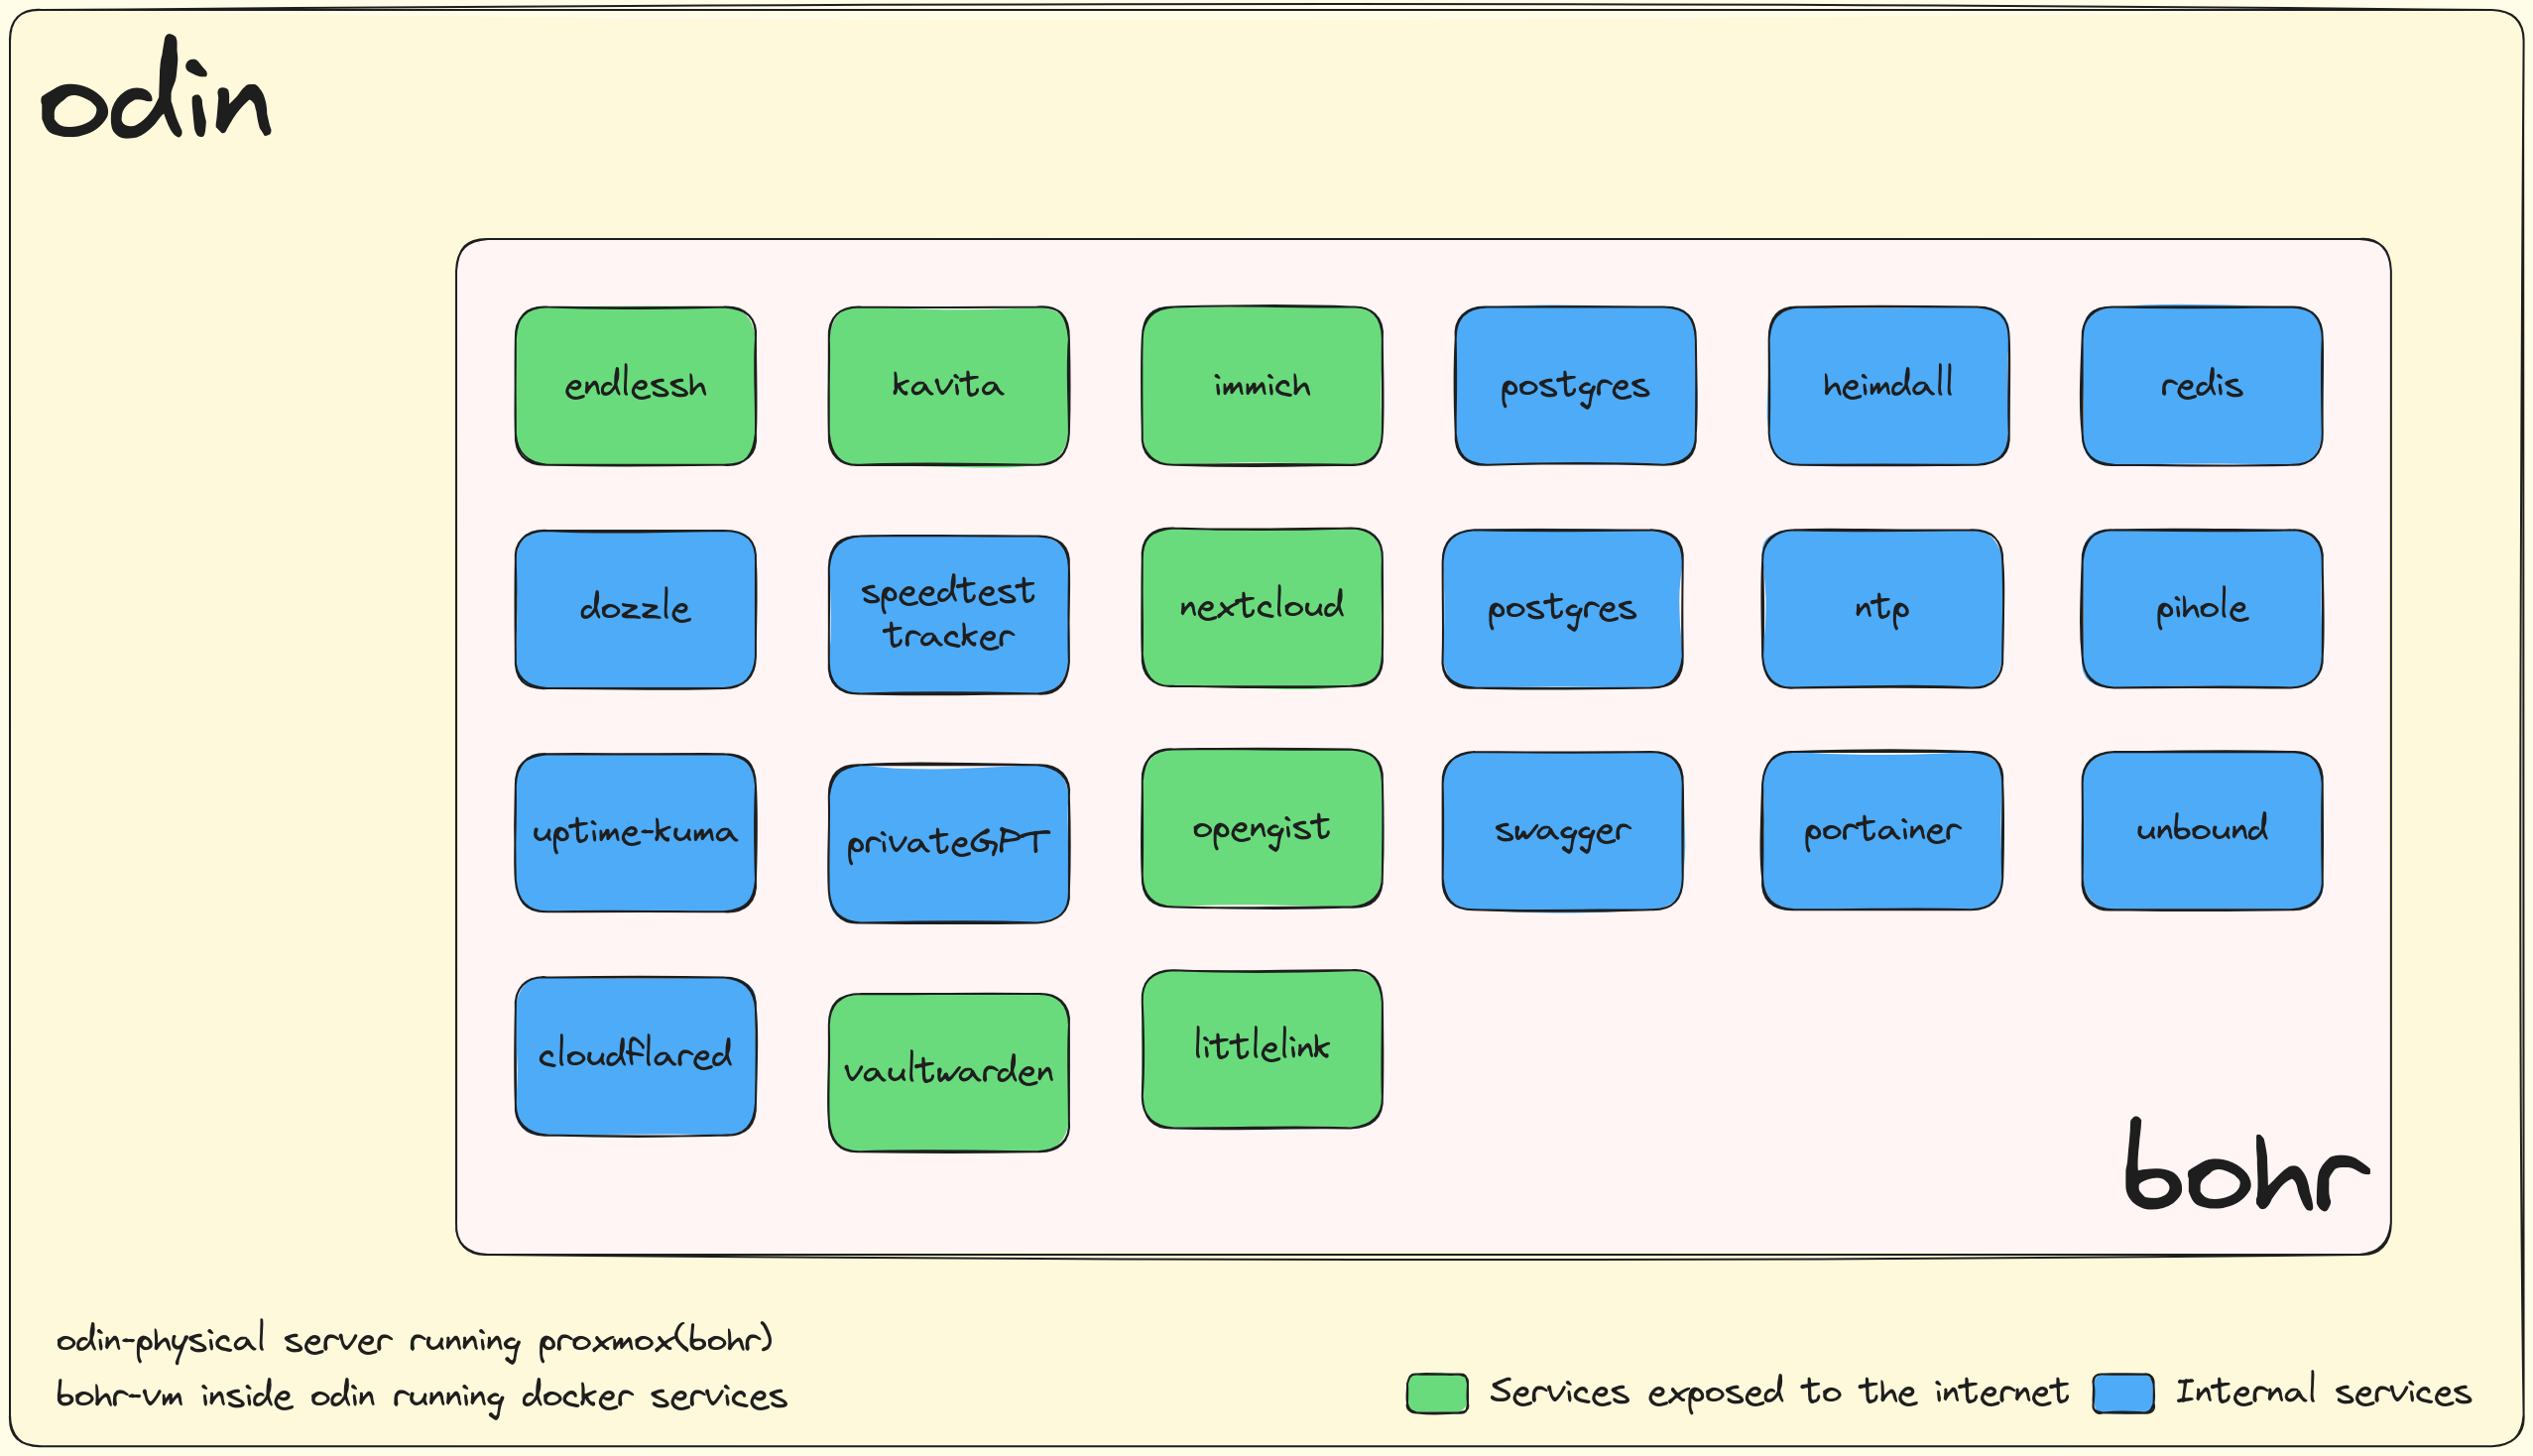 odin
endlessh
kavita
immich
postgres
heimdall
redis
dozzle
speedtest
tracker
nextcloud
postgres
ntp
pihole
uptime-kuma
privateGPT
opengist
swagger
portainer
unbound
cloudflared
vaultwarden
littlelink
bohr
odin-physical server running proxmox(bohr)
bohr-vm inside odin running docker services
Services exposed to the internet
Internal services